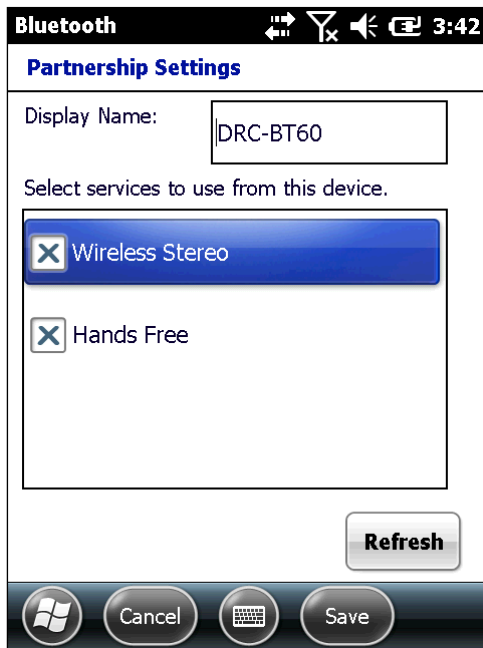 Bluetooth 3:42
Partnership Settings
Display Name: DRC-BT60
Select services to use from this device.
Wireless Stereo
Hands Free
Refresh
Cancel Save